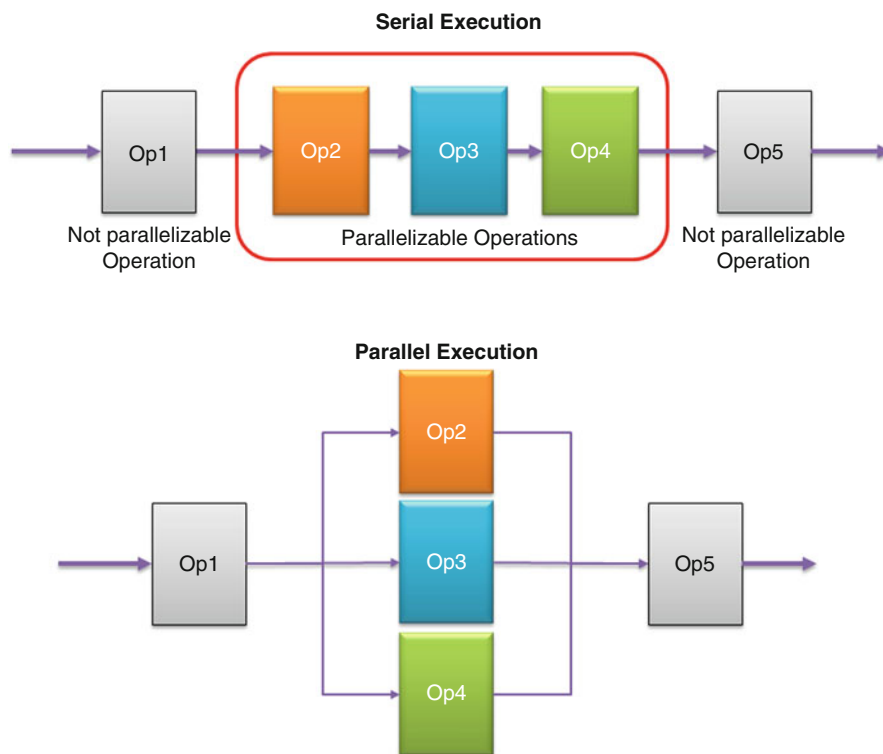 Serial Execution
Op1
Op2
Op3
Op4
Op5
Not parallelizable
Operation
Parallelizable Operations
Not parallelizable
Operation
Parallel Execution
Op2
Op1
Op3
Op5
Op4